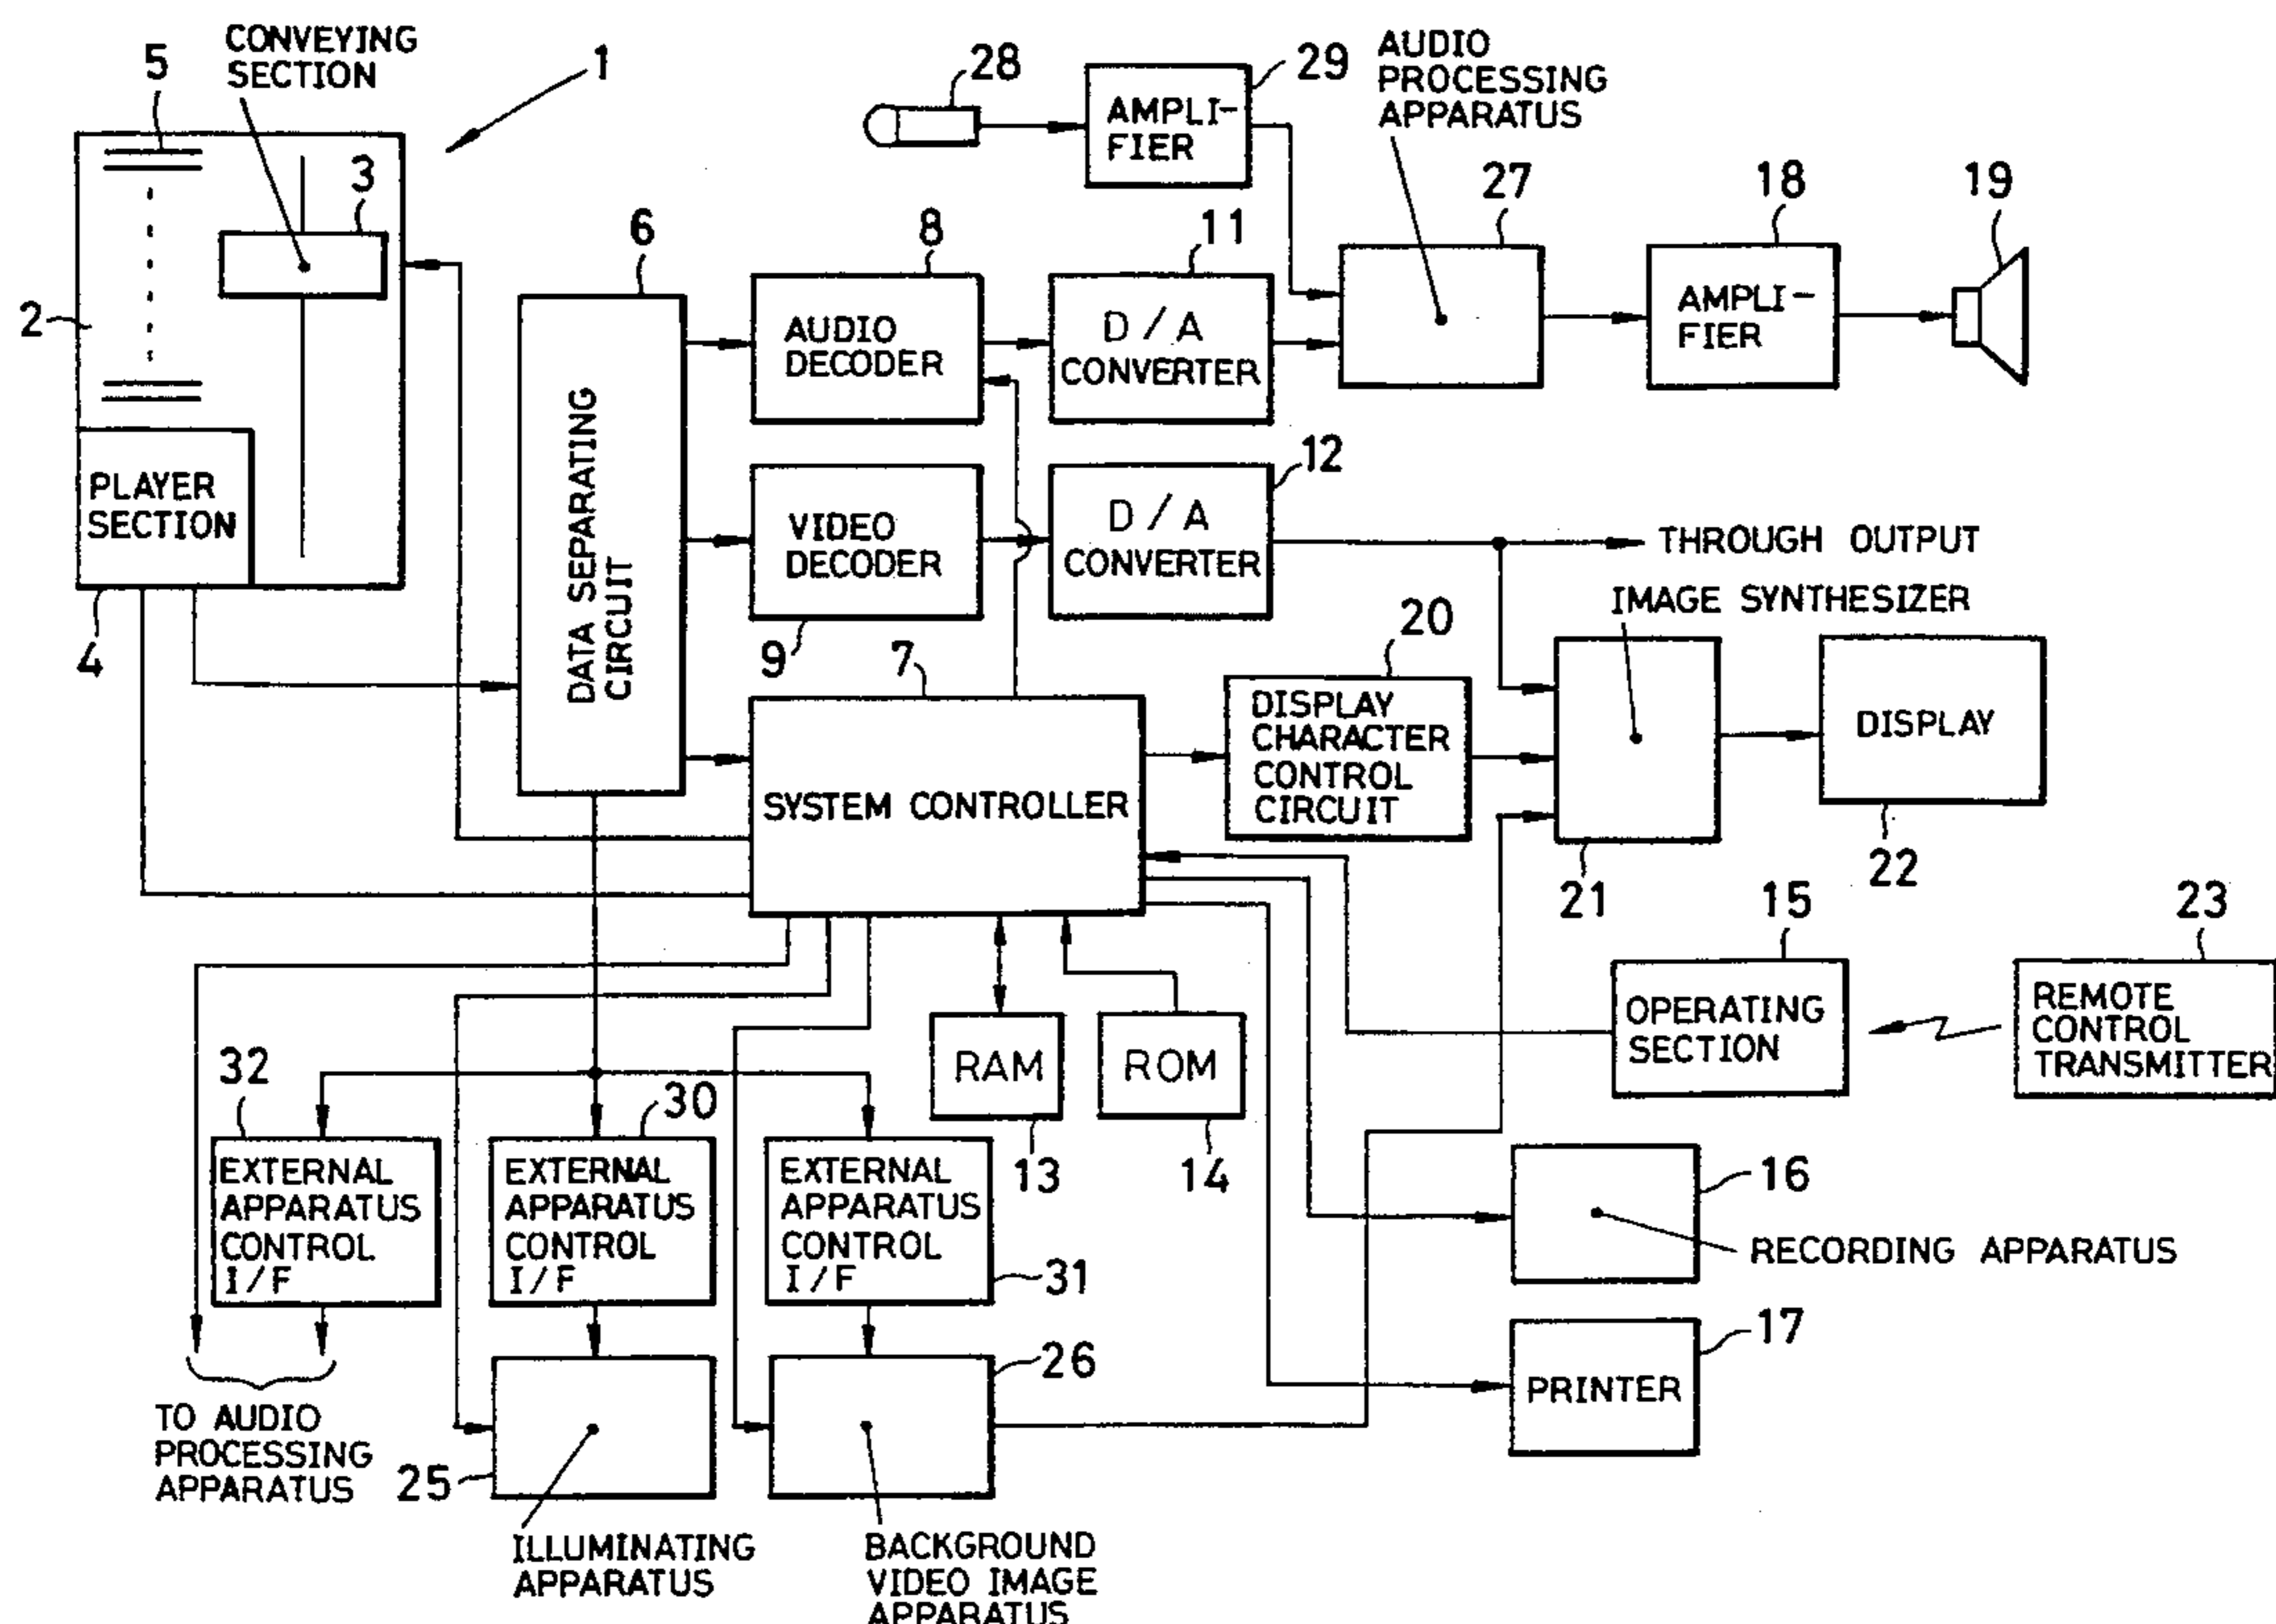 CONVEYING
SECTION
5
1
3
2
PLAYER
SECTION
4
28
29
AMPLI-
FIER
AUDIO
PROCESSING
APPARATUS
27
18
AMPLI-
FIER
19
6
DATA SEPARATING
CIRCUIT
8
AUDIO
DECODER
11
D/A
CONVERTER
VIDEO
DECODER
9
12
D/A
CONVERTER
THROUGH OUTPUT
IMAGE SYNTHESIZER
7
SYSTEM CONTROLLER
20
DISPLAY
CHARACTER
CONTROL
CIRCUIT
21
DISPLAY
22
15
OPERATING
SECTION
23
REMOTE
CONTROL
TRANSMITTER
RAM
13
ROM
14
32
EXTERNAL
APPARATUS
CONTROL
I/F
30
EXTERNAL
APPARATUS
CONTROL
I/F
EXTERNAL
APPARATUS
CONTROL
I/F
31
16
RECORDING APPARATUS
17
PRINTER
TO AUDIO
PROCESSING
APPARATUS
25
ILLUMINATING
APPARATUS
26
BACKGROUND
VIDEO IMAGE
APPARATUS